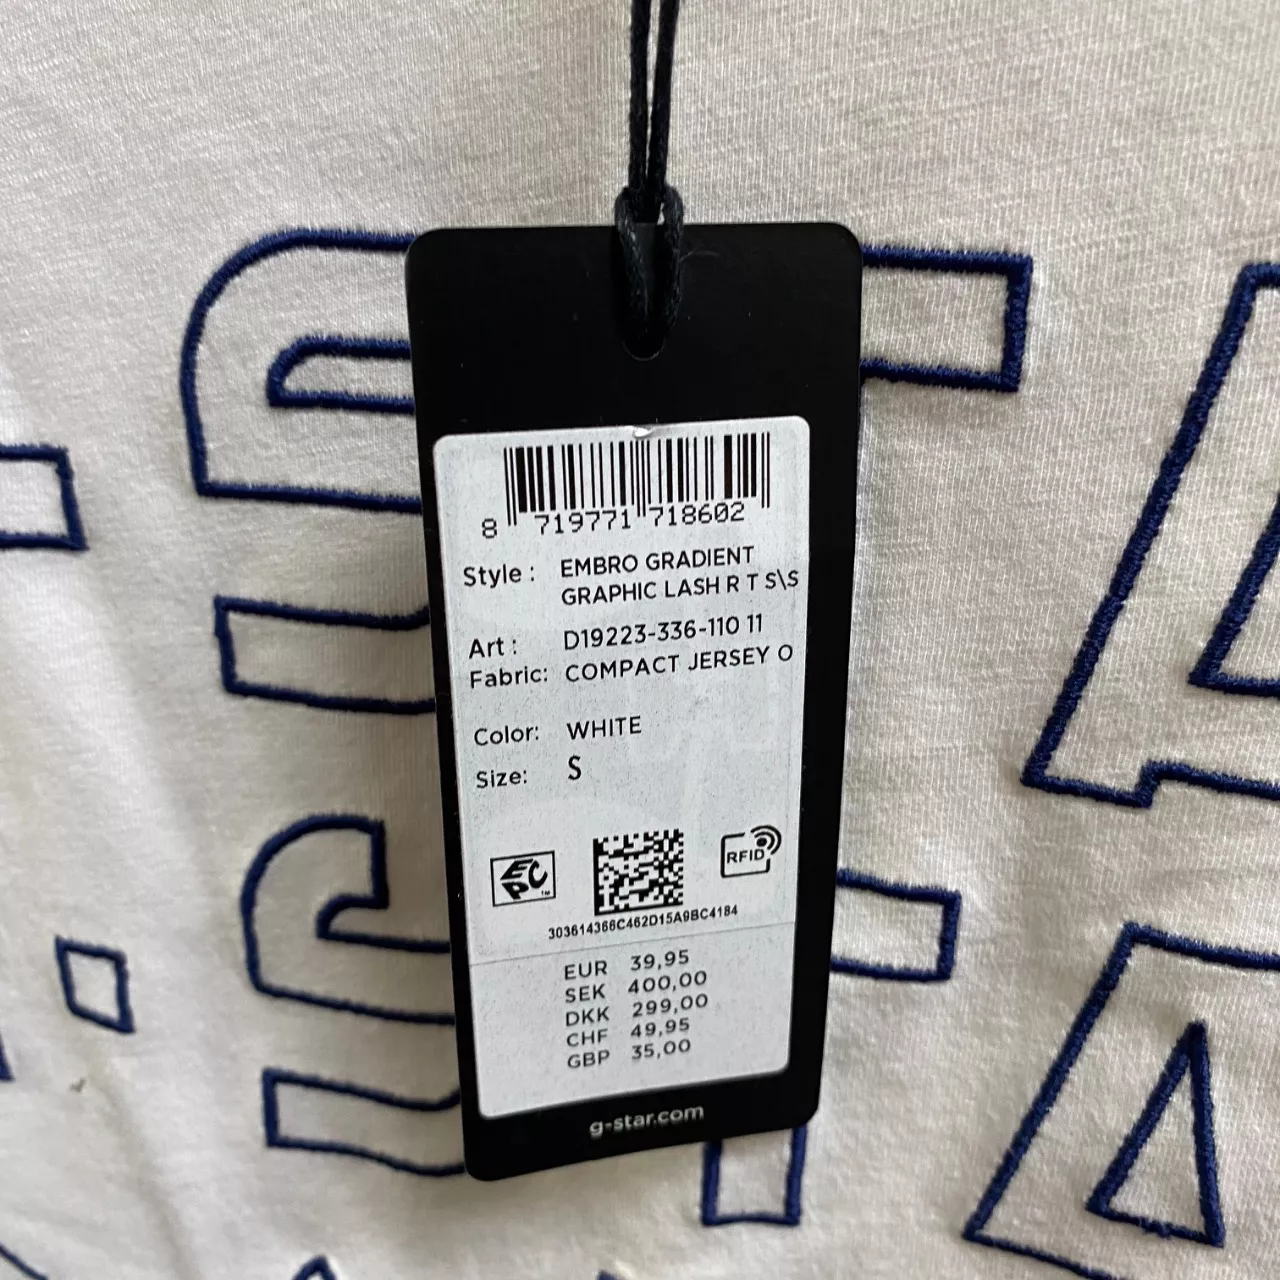 8 719771 718602
Style : EMBRO GRADIENT
GRAPHIC LASH R T S\S
Art : D19223-336-110 11
Fabric: COMPACT JERSEY O
Color: WHITE
Size: S
EPC TM
RFID
303614366C462D15A9BC4184
EUR 39,95
SEK 400,00
DKK 299,00
CHF 49,95
GBP 35,00
g-star.com